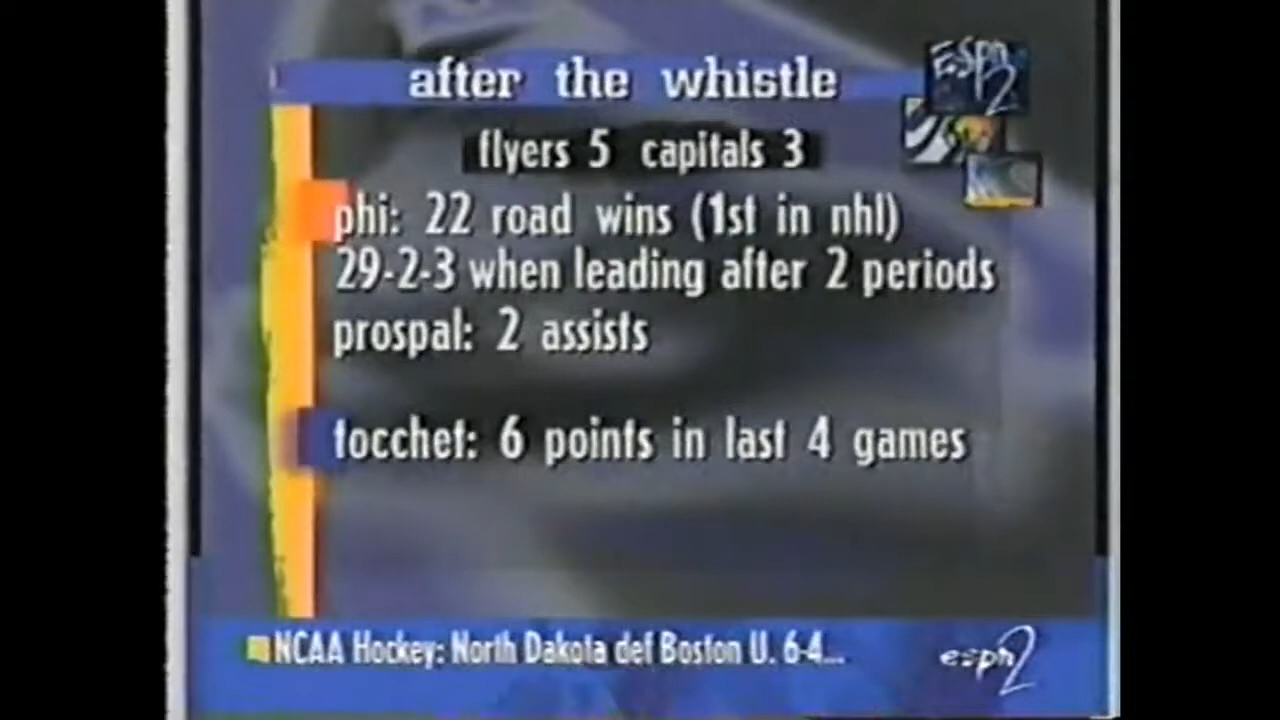 after the whistle
ESPN
2
flyers 5 capitals 3
phi: 22 road wins (1st in nhl)
29-2-3 when leading after 2 periods
prospal: 2 assists
tocchet: 6 points in last 4 games
NCAA Hockey: North Dakota def Boston U. 6-4...
espn2